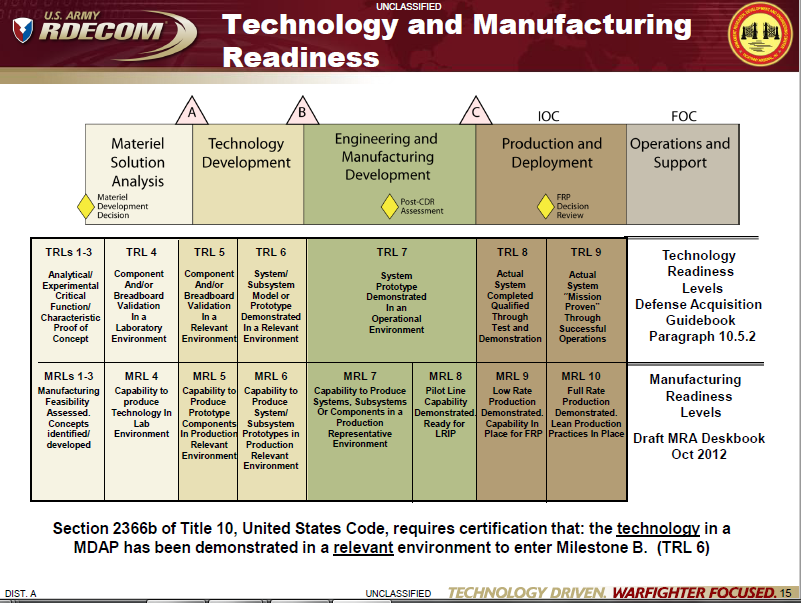 UNCLASSIFIED
U.S. ARMY
RDECOM
Technology and Manufacturing
Readiness
A
B
C
IOC
FOC
Materiel
Solution
Analysis
Technology
Development
Engineering and
Manufacturing
Development
Production and
Deployment
Operations and
Support
Materiel
Development
Decision
Post-CDR
Assessment
FRP
Decision
Review
TRLs 1-3
Analytical/
Experimental
Critical
Function/
Characteristic
Proof of
Concept
TRL 4
Component
And/or
Breadboard
Validation
In a
Laboratory
Environment
TRL 5
Component
And/or
Breadboard
Validation
In a
Relevant
Environment
TRL 6
System/
Subsystem
Model or
Prototype
Demonstrated
In a Relevant
Environment
TRL 7
System
Prototype
Demonstrated
In an
Operational
Environment
TRL 8
Actual
System
Completed
Qualified
Through
Test and
Demonstration
TRL 9
Actual
System
"Mission
Proven"
Through
Successful
Operations
Technology
Readiness
Levels
Defense Acquisition
Guidebook
Paragraph 10.5.2
MRLs 1-3
Manufacturing
Feasibility
Assessed.
Concepts
identified/
developed
MRL 4
Capability to
produce
Technology In
Lab
Environment
MRL 5
Capability to
Produce
Prototype
Components
In Production
Relevant
Environment
MRL 6
Capability to
Produce
System/
Subsystem
Prototypes in
Production
Relevant
Environment
MRL 7
Capability to Produce
Systems, Subsystems
Or Components in a
Production
Representative
Environment
MRL 8
Pilot Line
Capability
Demonstrated.
Ready for
LRIP
MRL 9
Low Rate
Production
Demonstrated.
Capability In
Place for FRP
MRL 10
Full Rate
Production
Demonstrated.
Lean Production
Practices In Place
Manufacturing
Readiness
Levels
Draft MRA Deskbook
Oct 2012
Section 2366b of Title 10, United States Code, requires certification that: the technology in a
MDAP has been demonstrated in a relevant environment to enter Milestone B. (TRL 6)
DIST. A
UNCLASSIFIED
TECHNOLOGY DRIVEN. WARFIGHTER FOCUSED.
15